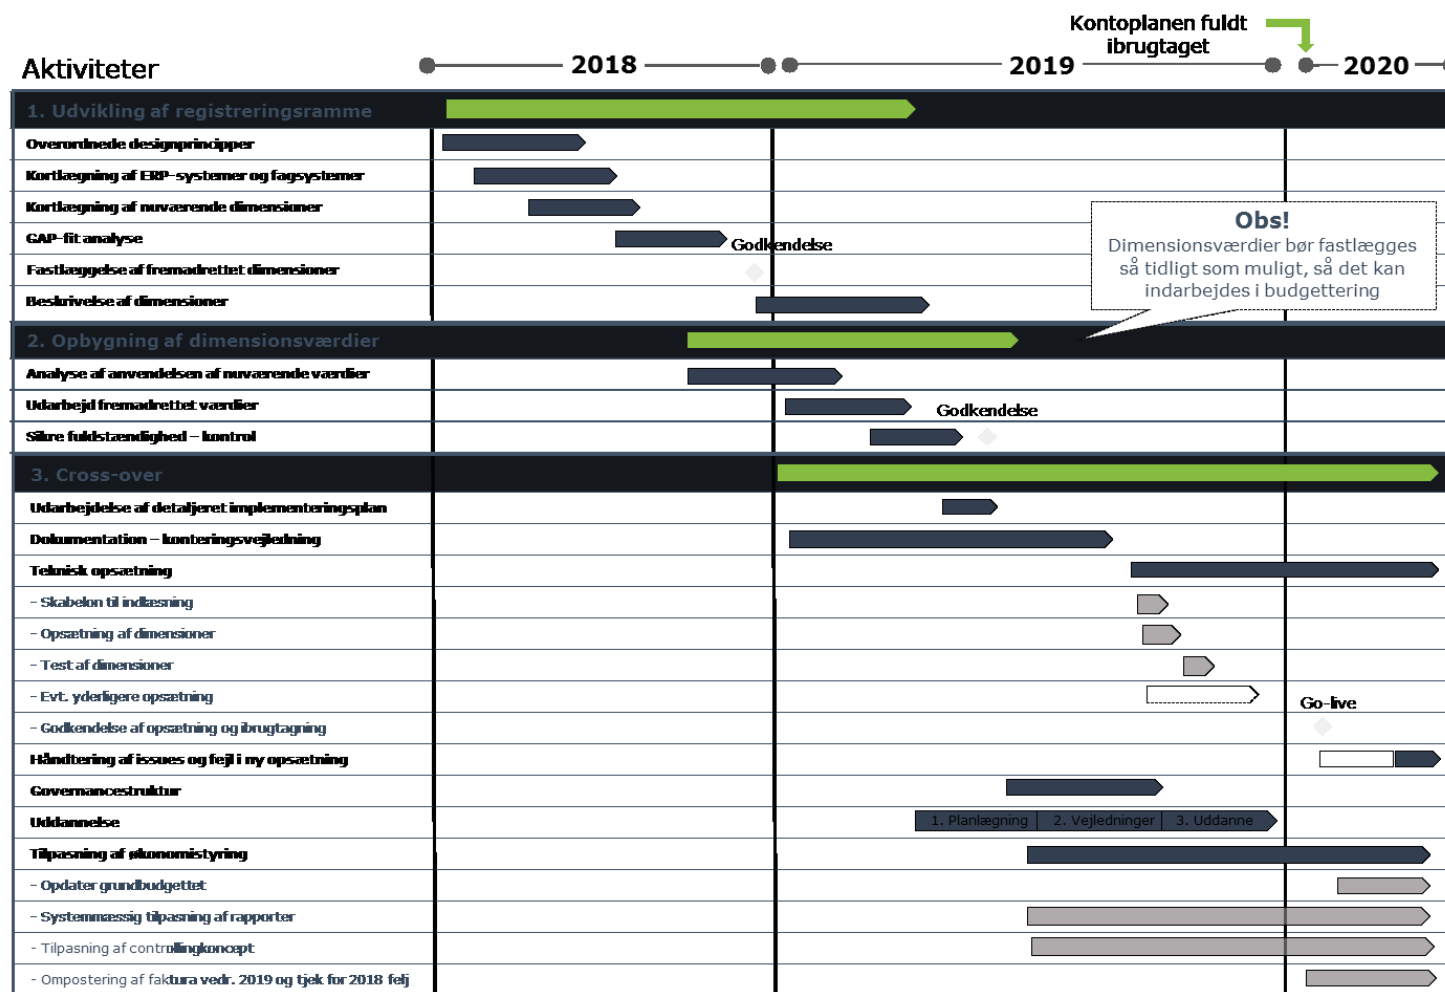 Kontoplanen fuldt
ibrugtaget
Aktiviteter
2018
2019
2020
1. Udvikling af registreringsramme
Overordnede designprincipper
Kortlægning af ERP-systemer og fagsystemer
Kortlægning af nuværende dimensioner
GAP-fit analyse
Godkendelse
Fastlæggelse af fremadrettet dimensioner
Beskrivelse af dimensioner
Obs!
Dimensionsværdier bør fastlægges
så tidligt som muligt, så det kan
indarbejdes i budgettering
2. Opbygning af dimensionsværdier
Analyse af anvendelsen af nuværende værdier
Udarbejd fremadrettet værdier
Godkendelse
Sikre fuldstændighed – kontrol
3. Cross-over
Udarbejdelse af detaljeret implementeringsplan
Dokumentation – konteringsvejledning
Teknisk opsætning
- Skabelon til indlæsning
- Opsætning af dimensioner
- Test af dimensioner
- Evt. yderligere opsætning
Go-live
- Godkendelse af opsætning og ibrugtagning
Håndtering af issues og fejl i ny opsætning
Governancestruktur
Uddannelse
1. Planlægning
2. Vejledninger
3. Uddanne
Tilpasning af økonomistyring
- Opdater grundbudgettet
- Systemmæssig tilpasning af rapporter
- Tilpasning af controllingkoncept
- Ompostering af faktura vedr. 2019 og tjek for 2018 felj